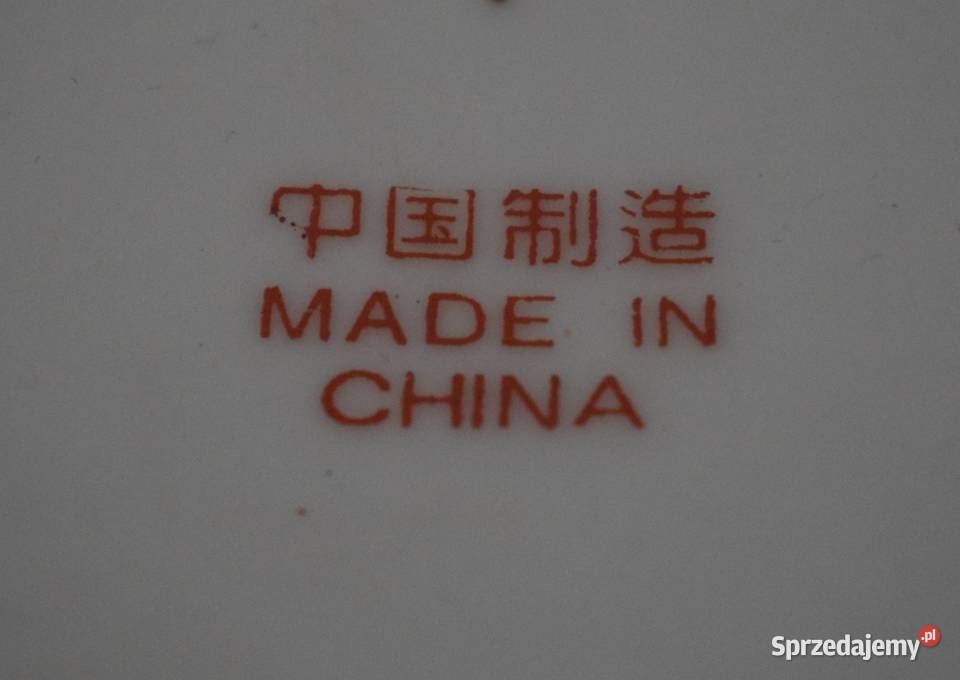 中国制造
MADE IN
CHINA
Sprzedajemy.pl